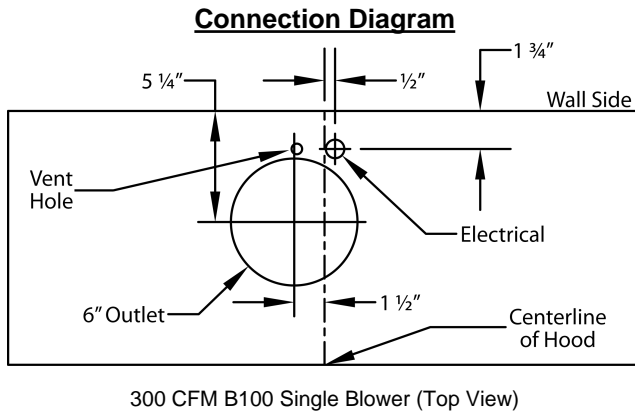 Connection Diagram
1 ¾”
5 ¼”
½”
Wall Side
Vent
Hole
Electrical
6” Outlet
1 ½”
Centerline
of Hood
300 CFM B100 Single Blower (Top View)